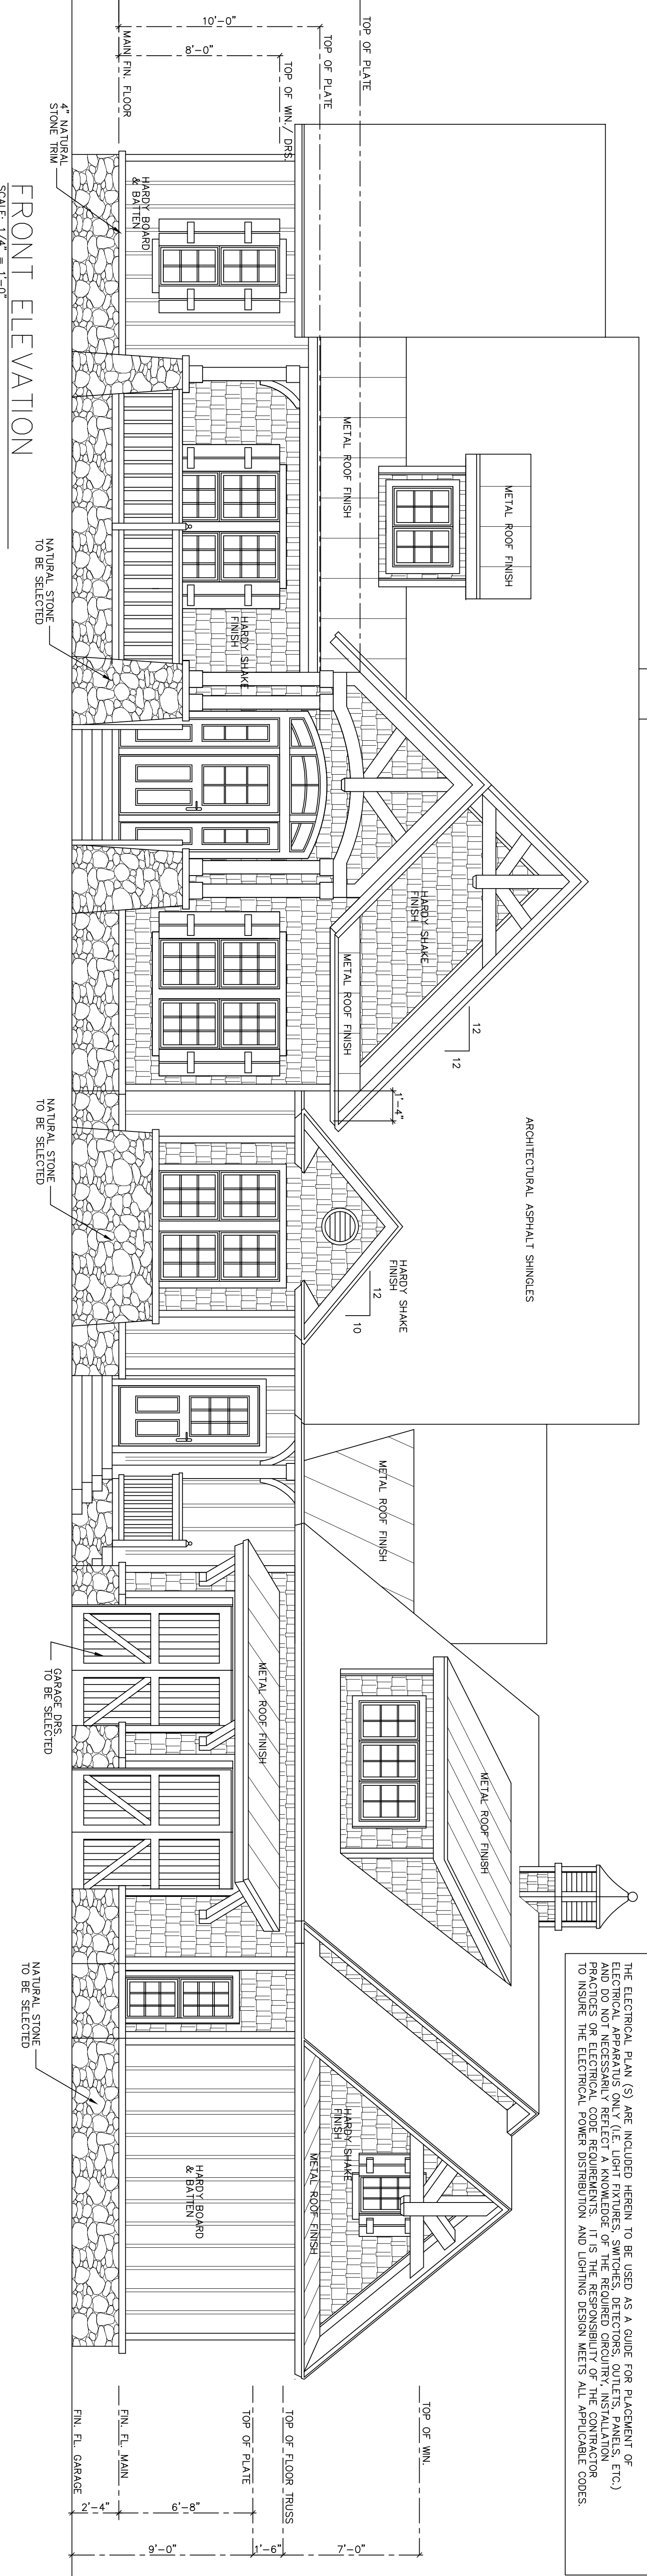 THE ELECTRICAL PLAN (S) ARE INCLUDED HEREIN TO BE USED AS A GUIDE FOR PLACEMENT OF
ELECTRICAL APPARATUS ONLY (I.E. LIGHT FIXTURES, SWITCHES, DETECTORS, OUTLETS, PANELS, ETC.)
AND DO NOT NECESSARILY REFLECT A KNOWLEDGE OF THE REQUIRED CIRCUITRY, INSTALLATION
PRACTICES OR ELECTRICAL CODE REQUIREMENTS. IT IS THE RESPONSIBILITY OF THE CONTRACTOR
TO INSURE THE ELECTRICAL POWER DISTRIBUTION AND LIGHTING DESIGN MEETS ALL APPLICABLE CODES.
ARCHITECTURAL ASPHALT SHINGLES
METAL ROOF FINISH
METAL ROOF FINISH
TOP OF PLATE
TOP OF PLATE
TOP OF WIN./ DRS.
MAIN FIN. FLOOR
10'-0"
8'-0"
METAL ROOF FINISH
HARDY SHAKE
FINISH
12
12
METAL ROOF FINISH
1'-4"
HARDY SHAKE
FINISH
12
10
METAL ROOF FINISH
METAL ROOF FINISH
HARDY SHAKE
FINISH
METAL ROOF FINISH
HARDY BOARD
& BATTEN
HARDY SHAKE
FINISH
HARDY BOARD
& BATTEN
TOP OF WIN.
TOP OF FLOOR TRUSS
TOP OF PLATE
FIN. FL. MAIN
FIN. FL. GARAGE
7'-0"
1'-6"
6'-8"
9'-0"
2'-4"
4" NATURAL
STONE TRIM
NATURAL STONE
TO BE SELECTED
NATURAL STONE
TO BE SELECTED
GARAGE DRS.
TO BE SELECTED
NATURAL STONE
TO BE SELECTED
FRONT ELEVATION
SCALE: 1/4" = 1'-0"